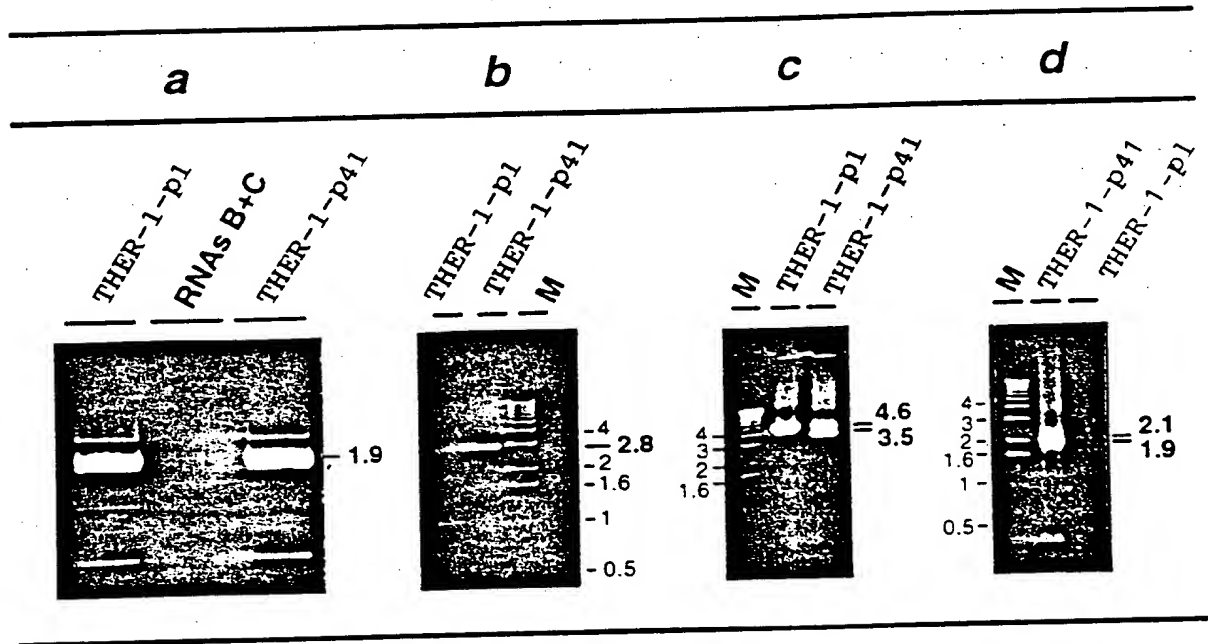 a b c d
THER-1-p1
RNAs B+C
THER-1-p41
THER-1-p1
THER-1-p41
M
M
THER-1-p1
THER-1-p41
M
THER-1-p41
THER-1-p1
1.9
4
2.8
2
1.6
1
0.5
4
3
2
1.6
4.6
3.5
4
3
2
1.6
1
0.5
2.1
1.9